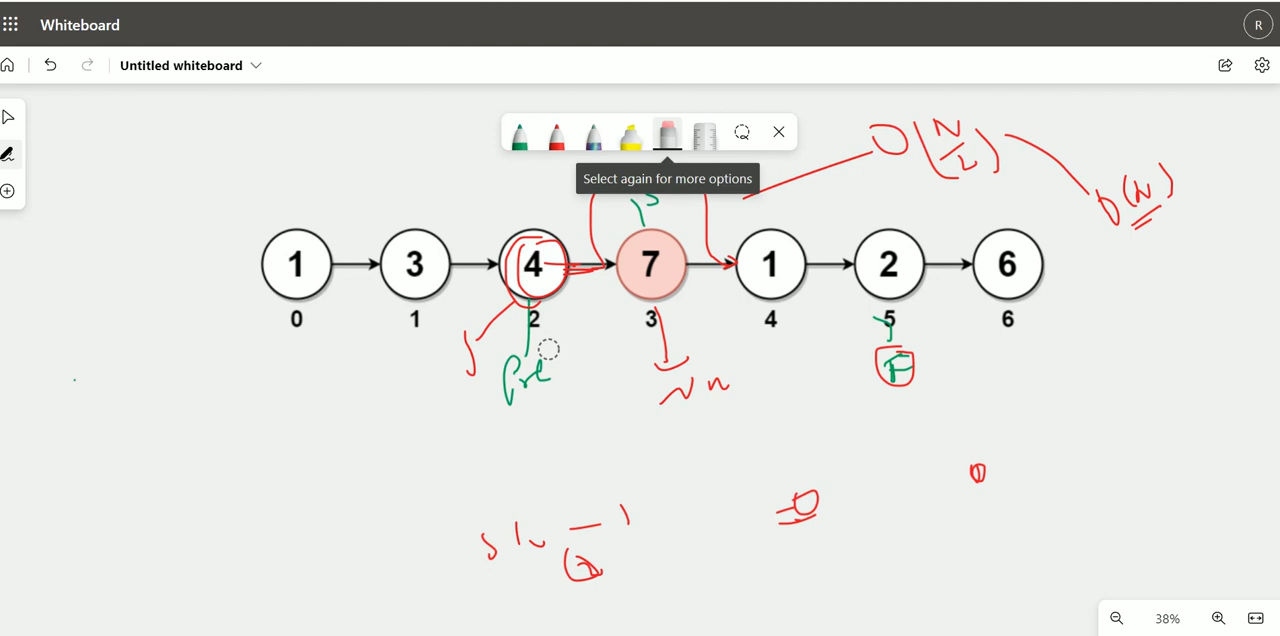 Whiteboard
R
Untitled whiteboard
Select again for more options
O(N/2)
O(N)
1 3 4 7 1 2 6
0 1 2 3 4 5 6
Pre
F
38%